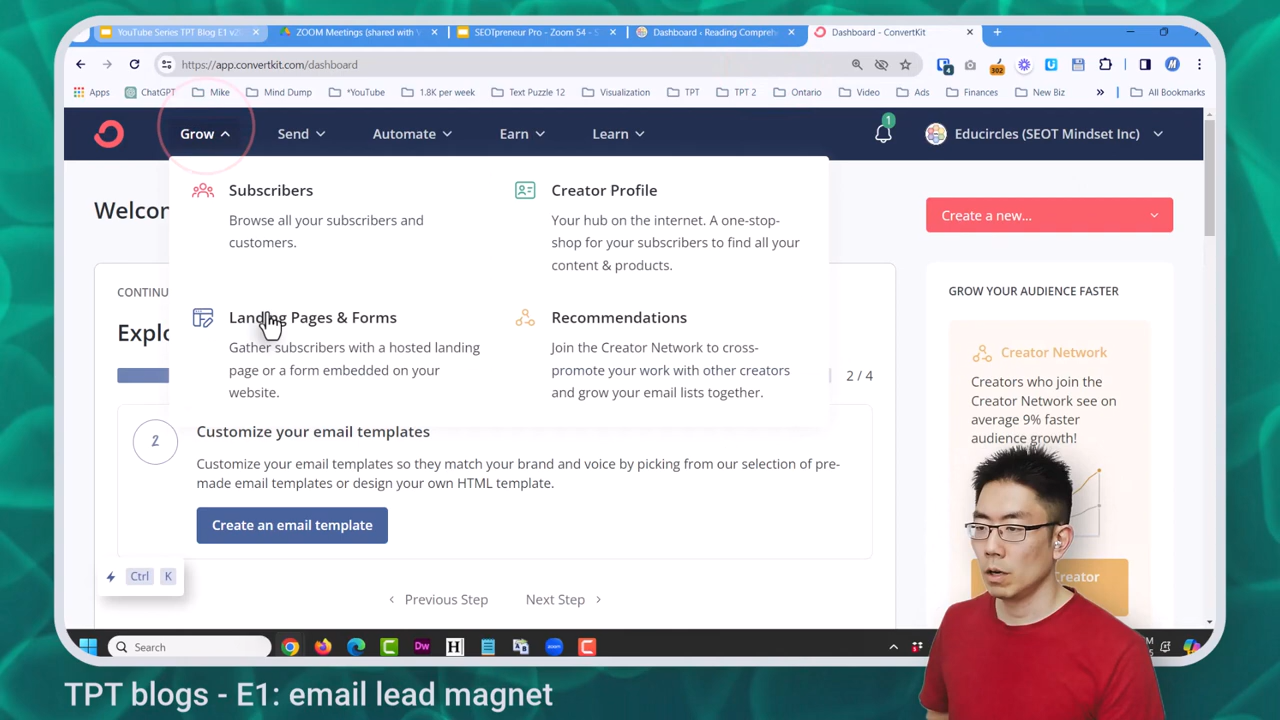 YouTube Series TPT Blog E1 v2
ZOOM Meetings (shared with
SEOTpreneur Pro - Zoom 54 - S
Dashboard ‹ Reading Compreh
Dashboard - ConvertKit
https://app.convertkit.com/dashboard
4
302
Apps
ChatGPT
Mike
Mind Dump
*YouTube
1.8K per week
Text Puzzle 12
Visualization
TPT
TPT 2
Ontario
Video
Ads
Finances
New Biz
»
All Bookmarks
Grow
Send
Automate
Earn
Learn
1
Educircles (SEOT Mindset Inc)
Welcon
Create a new...
Subscribers
Browse all your subscribers and
customers.
Creator Profile
Your hub on the internet. A one-stop-
shop for your subscribers to find all your
content & products.
Landing Pages & Forms
Gather subscribers with a hosted landing
page or a form embedded on your
website.
Recommendations
Join the Creator Network to cross-
promote your work with other creators
and grow your email lists together.
CONTINU
Explo
2 / 4
2
Customize your email templates
Customize your email templates so they match your brand and voice by picking from our selection of pre-
made email templates or design your own HTML template.
Create an email template
Ctrl K
‹ Previous Step
Next Step ›
GROW YOUR AUDIENCE FASTER
Creator Network
Creators who join the
Creator Network see on
average 9% faster
audience growth!
Creator
Search
Dw
H
TPT blogs - E1: email lead magnet